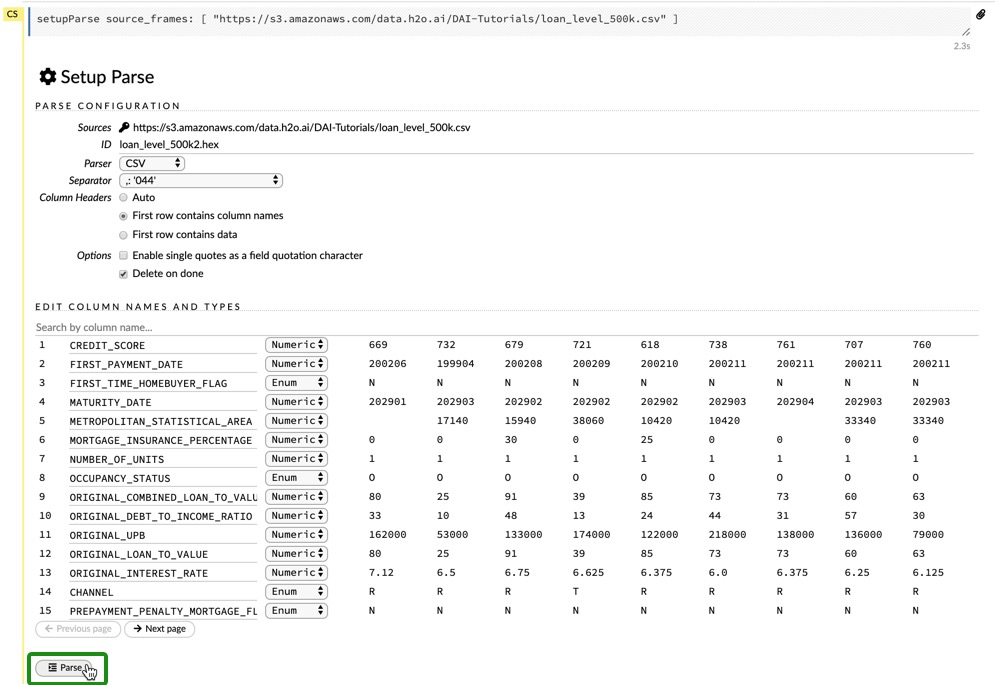 CS
setupParse source_frames: [ "https://s3.amazonaws.com/data.h2o.ai/DAI-Tutorials/loan_level_500k.csv" ]
2.3s
Setup Parse
PARSE CONFIGURATION
Sources https://s3.amazonaws.com/data.h2o.ai/DAI-Tutorials/loan_level_500k.csv
ID loan_level_500k2.hex
Parser CSV
Separator ,: '044'
Column Headers Auto
First row contains column names
First row contains data
Options Enable single quotes as a field quotation character
Delete on done
EDIT COLUMN NAMES AND TYPES
Search by column name...
1 CREDIT_SCORE Numeric 669 732 679 721 618 738 761 707 760
2 FIRST_PAYMENT_DATE Numeric 200206 199904 200208 200209 200210 200211 200211 200211 200211
3 FIRST_TIME_HOMEBUYER_FLAG Enum N N N N N N N N N
4 MATURITY_DATE Numeric 202901 202903 202902 202902 202902 202903 202904 202903 202903
5 METROPOLITAN_STATISTICAL_AREA Numeric 17140 15940 38060 10420 10420 33340 33340
6 MORTGAGE_INSURANCE_PERCENTAGE Numeric 0 0 30 0 25 0 0 0 0
7 NUMBER_OF_UNITS Numeric 1 1 1 1 1 1 1 1 1
8 OCCUPANCY_STATUS Enum O O O O O O O O O
9 ORIGINAL_COMBINED_LOAN_TO_VALU Numeric 80 25 91 39 85 73 73 60 63
10 ORIGINAL_DEBT_TO_INCOME_RATIO Numeric 33 10 48 13 24 44 31 57 30
11 ORIGINAL_UPB Numeric 162000 53000 133000 174000 122000 218000 138000 136000 79000
12 ORIGINAL_LOAN_TO_VALUE Numeric 80 25 91 39 85 73 73 60 63
13 ORIGINAL_INTEREST_RATE Numeric 7.12 6.5 6.75 6.625 6.375 6.0 6.375 6.25 6.125
14 CHANNEL Enum R R R T R R R R R
15 PREPAYMENT_PENALTY_MORTGAGE_FL Enum N N N N N N N N N
Previous page Next page
Parse